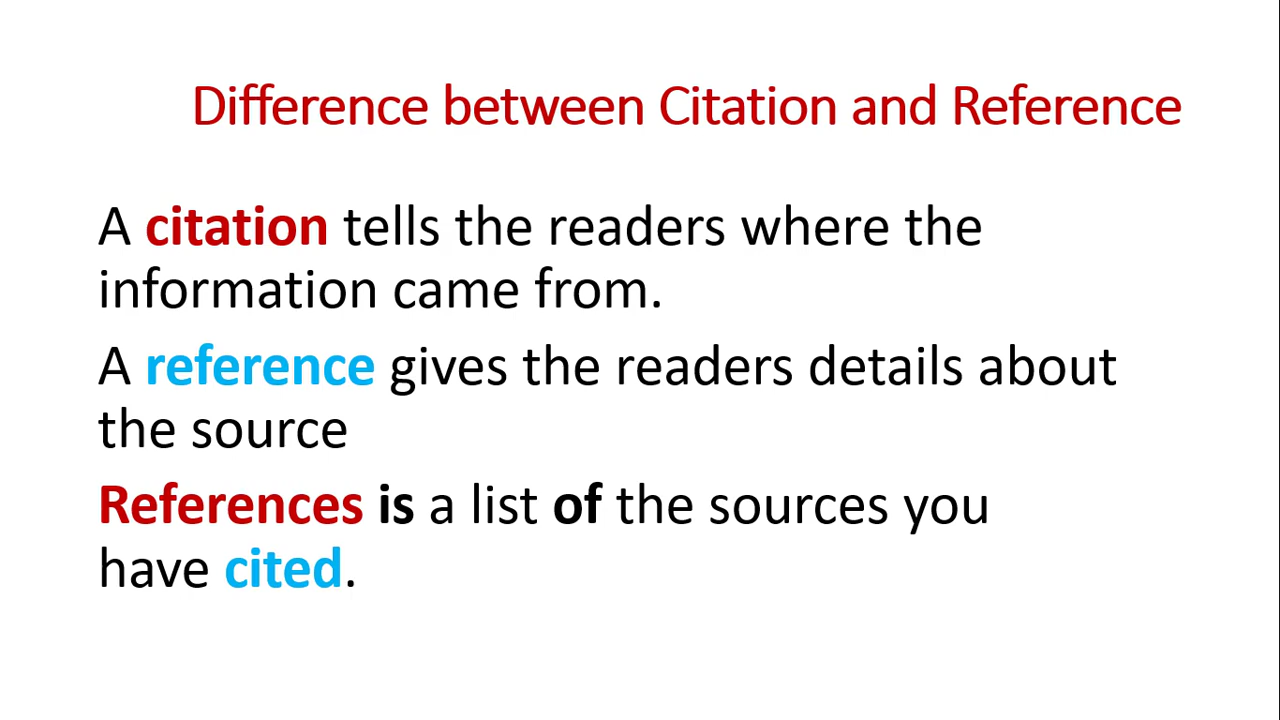 Difference between Citation and Reference
A citation tells the readers where the
information came from.
A reference gives the readers details about
the source
References is a list of the sources you
have cited.